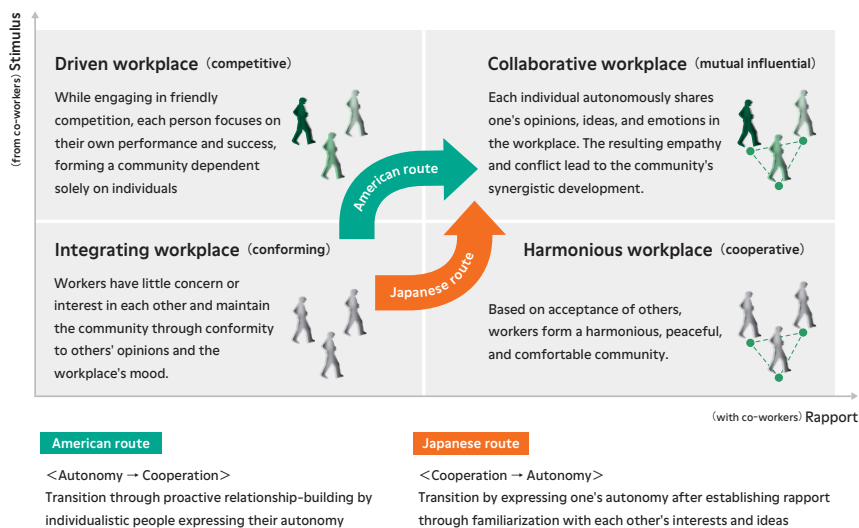 (from co-workers) Stimulus
Driven workplace (competitive)
While engaging in friendly
competition, each person focuses on
their own performance and success,
forming a community dependent
solely on individuals
Collaborative workplace (mutual influential)
Each individual autonomously shares
one's opinions, ideas, and emotions in
the workplace. The resulting empathy
and conflict lead to the community's
synergistic development.
American route
Integrating workplace (conforming)
Workers have little concern or
interest in each other and maintain
the community through conformity
to others' opinions and the
workplace's mood.
Japanese route
Harmonious workplace (cooperative)
Based on acceptance of others,
workers form a harmonious, peaceful,
and comfortable community.
(with co-workers) Rapport
American route
<Autonomy → Cooperation>
Transition through proactive relationship-building by
individualistic people expressing their autonomy
Japanese route
<Cooperation → Autonomy>
Transition by expressing one's autonomy after establishing rapport
through familiarization with each other's interests and ideas